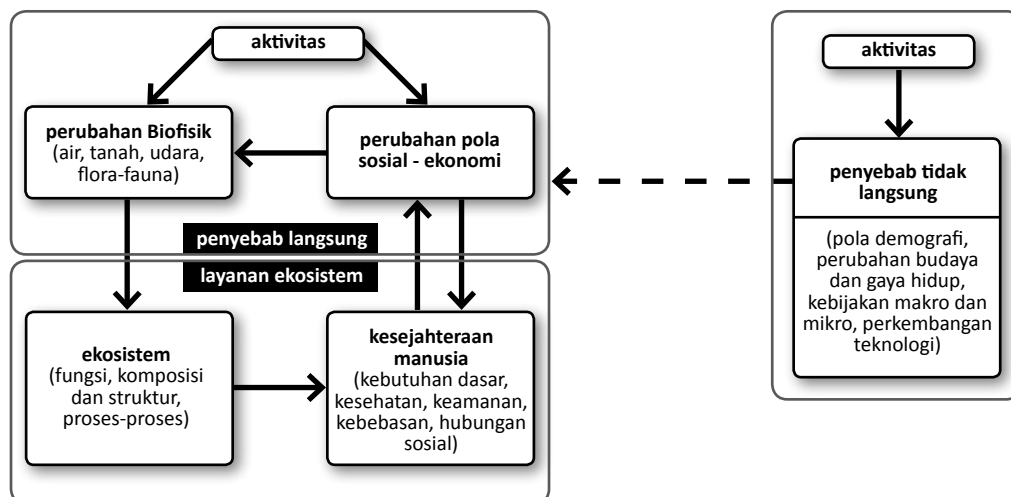 aktivitas
perubahan Biofisik
(air, tanah, udara,
flora-fauna)
perubahan pola
sosial - ekonomi
penyebab langsung
layanan ekosistem
ekosistem
(fungsi, komposisi
dan struktur,
proses-proses)
kesejahteraan
manusia
(kebutuhan dasar,
kesehatan, keamanan,
kebebasan, hubungan
sosial)
aktivitas
penyebab tidak
langsung
(pola demografi,
perubahan budaya
dan gaya hidup,
kebijakan makro dan
mikro, perkembangan
teknologi)